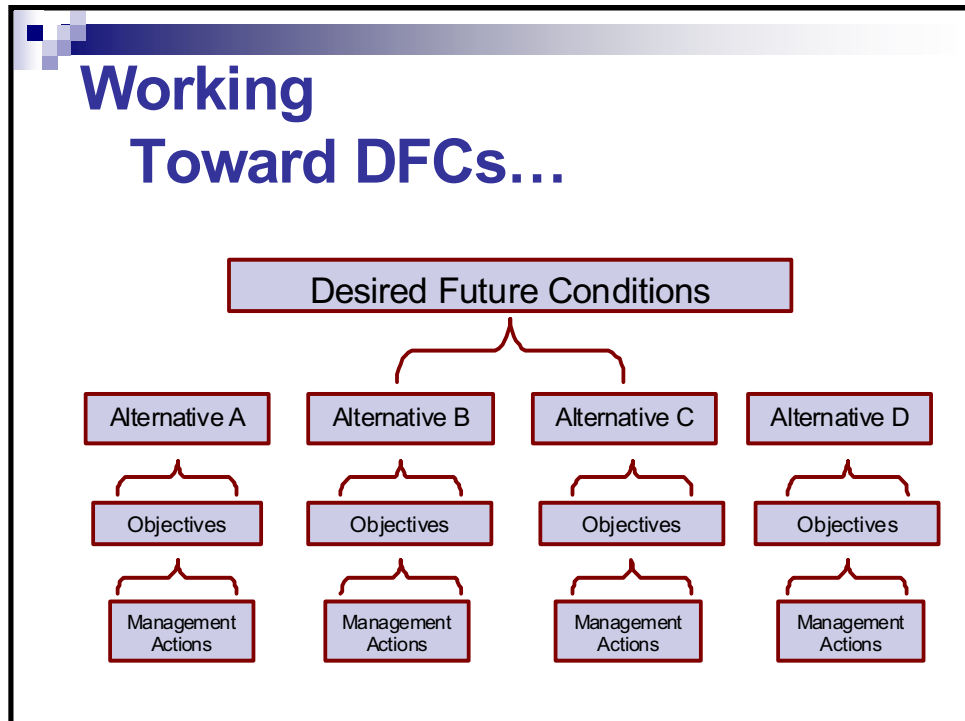 Working
Toward DFCs…
Desired Future Conditions
Alternative A
Alternative B
Alternative C
Alternative D
Objectives
Objectives
Objectives
Objectives
Management
Actions
Management
Actions
Management
Actions
Management
Actions